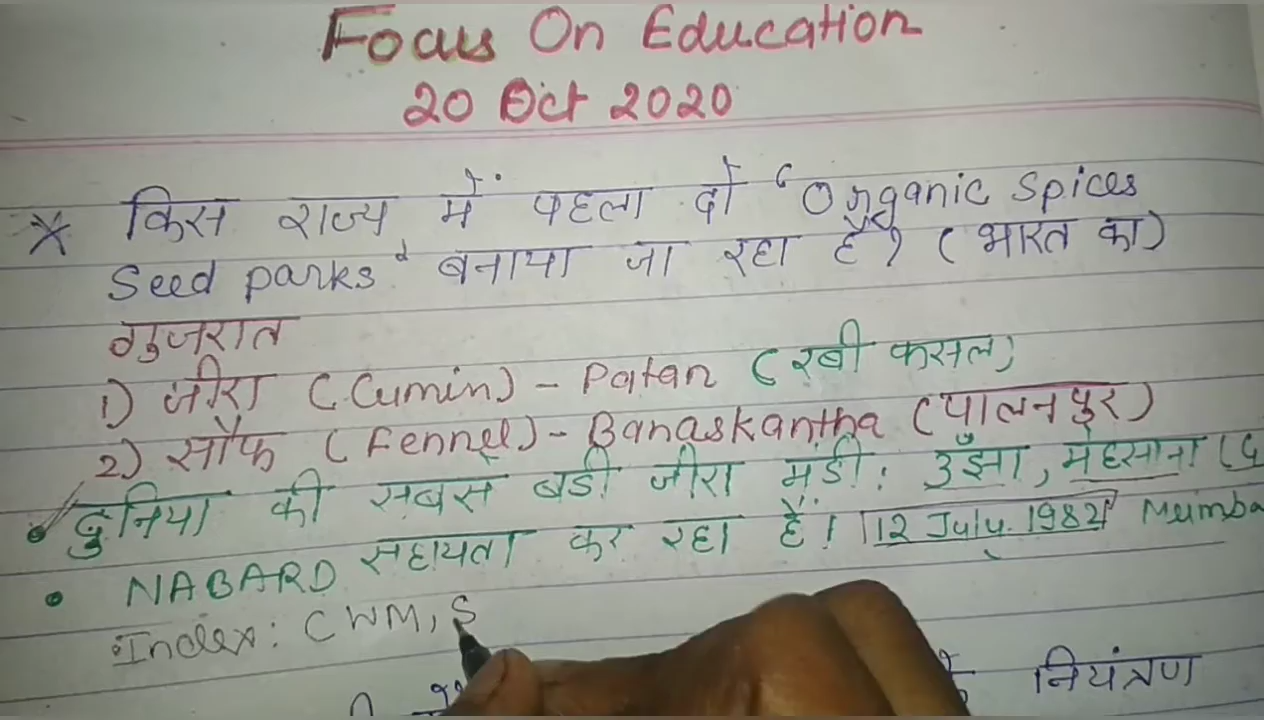 Focus On Education
20 Oct 2020
* किस राज्य में पहला दो 'Organic Spices
Seed parks' बनाया जा रहा है? (भारत का)
गुजरात
1) जीरा (Cumin) - Patan (रबी फसल)
2) सौंफ (Fennel) - Banaskantha (पालनपुर)
• दुनिया की सबसे बडी जीरा मंडी: उँझा, मेहसाना (
• NABARD सहायता कर रहा है। 12 July 1982 Mumba
Index: CWM, S
नियंत्रण